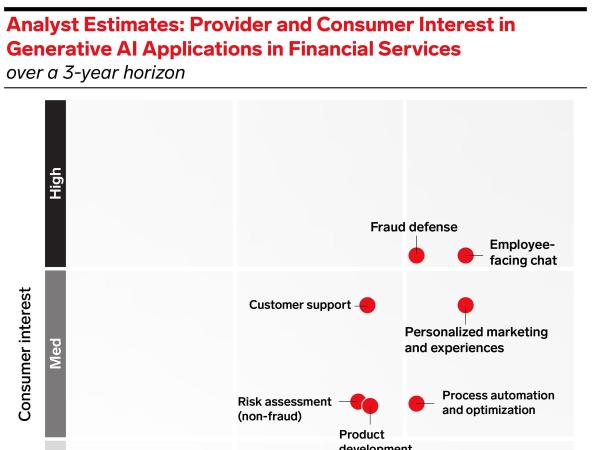 Analyst Estimates: Provider and Consumer Interest in
Generative AI Applications in Financial Services
over a 3-year horizon
High
Fraud defense
Employee-
facing chat
Consumer interest
Med
Customer support
Personalized marketing
and experiences
Risk assessment
(non-fraud)
Process automation
and optimization
Product
development